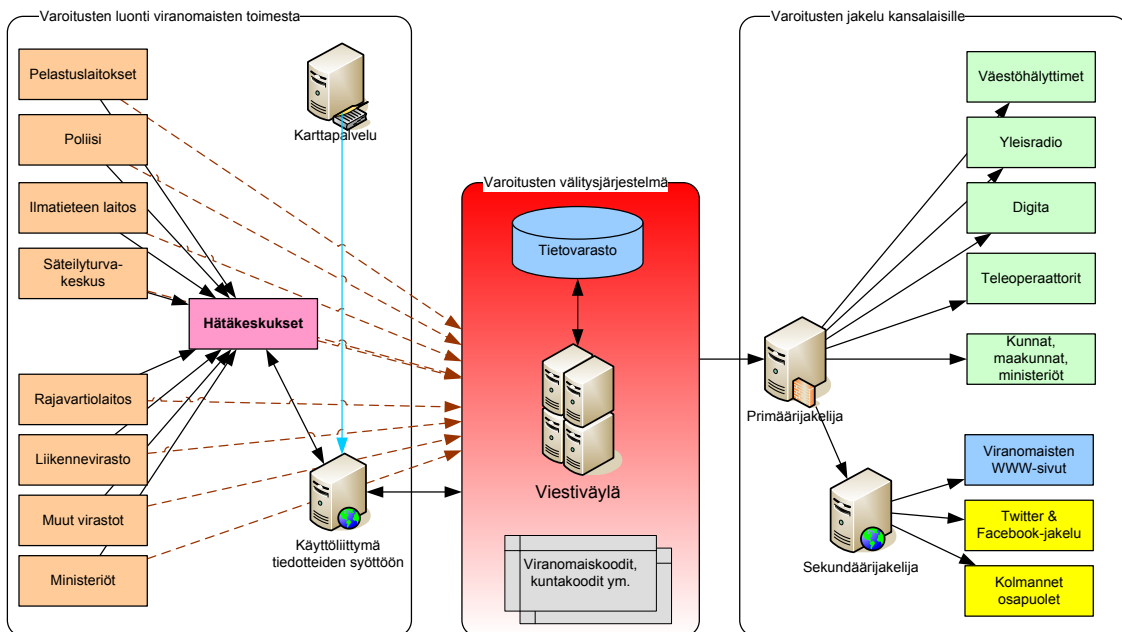 Varoitusten luonti viranomaisten toimesta
Pelastuslaitokset
Poliisi
Ilmatieteen laitos
Säteilyturva-
keskus
Rajavartiolaitos
Liikennevirasto
Muut virastot
Ministeriöt
Karttapalvelu
Hätäkeskukset
Käyttöliittymä
tiedotteiden syöttöön
Varoitusten välitysjärjestelmä
Tietovarasto
Viestiväylä
Viranomaiskoodit,
kuntakoodit ym.
Varoitusten jakelu kansalaisille
Primäärijakelija
Sekundäärijakelija
Väestöhälyttimet
Yleisradio
Digita
Teleoperaattorit
Kunnat,
maakunnat,
ministeriöt
Viranomaisten
WWW-sivut
Twitter &
Facebook-jakelu
Kolmannet
osapuolet